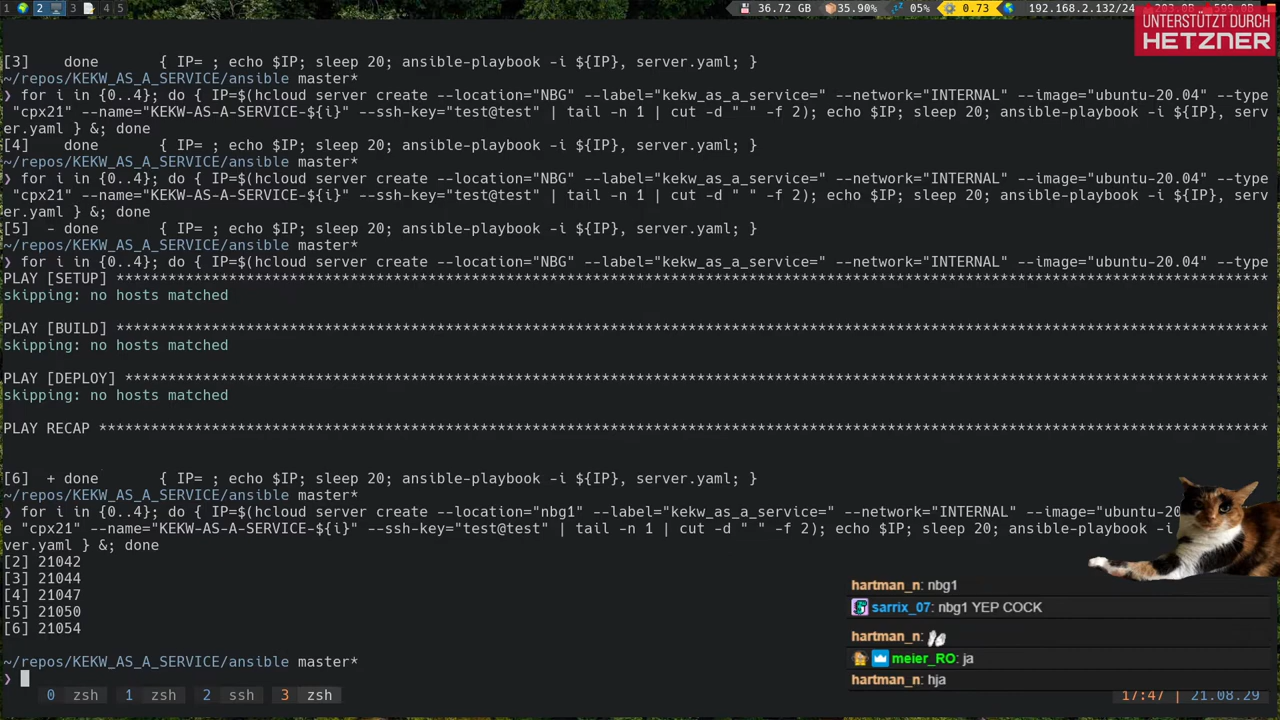 1 2 3 4 5 36.72 GB 35.90% 05% 0.73 192.168.2.132/24 203.0B 599.0B
UNTERSTÜTZT DURCH
HETZNER
[3]    done       { IP= ; echo $IP; sleep 20; ansible-playbook -i ${IP}, server.yaml; }
~/repos/KEKW_AS_A_SERVICE/ansible master*
❯ for i in {0..4}; do { IP=$(hcloud server create --location="NBG" --label="kekw_as_a_service=" --network="INTERNAL" --image="ubuntu-20.04" --type
"cpx21" --name="KEKW-AS-A-SERVICE-${i}" --ssh-key="test@test" | tail -n 1 | cut -d " " -f 2); echo $IP; sleep 20; ansible-playbook -i ${IP}, serv
er.yaml } &; done
[4]    done       { IP= ; echo $IP; sleep 20; ansible-playbook -i ${IP}, server.yaml; }
~/repos/KEKW_AS_A_SERVICE/ansible master*
❯ for i in {0..4}; do { IP=$(hcloud server create --location="NBG" --label="kekw_as_a_service=" --network="INTERNAL" --image="ubuntu-20.04" --type
"cpx21" --name="KEKW-AS-A-SERVICE-${i}" --ssh-key="test@test" | tail -n 1 | cut -d " " -f 2); echo $IP; sleep 20; ansible-playbook -i ${IP}, serv
er.yaml } &; done
[5]  - done       { IP= ; echo $IP; sleep 20; ansible-playbook -i ${IP}, server.yaml; }
~/repos/KEKW_AS_A_SERVICE/ansible master*
❯ for i in {0..4}; do { IP=$(hcloud server create --location="NBG" --label="kekw_as_a_service=" --network="INTERNAL" --image="ubuntu-20.04" --type
PLAY [SETUP] ************************************************************************************************************************************
skipping: no hosts matched
PLAY [BUILD] ************************************************************************************************************************************
skipping: no hosts matched
PLAY [DEPLOY] ***********************************************************************************************************************************
skipping: no hosts matched
PLAY RECAP **************************************************************************************************************************************
[6]  + done       { IP= ; echo $IP; sleep 20; ansible-playbook -i ${IP}, server.yaml; }
~/repos/KEKW_AS_A_SERVICE/ansible master*
❯ for i in {0..4}; do { IP=$(hcloud server create --location="nbg1" --label="kekw_as_a_service=" --network="INTERNAL" --image="ubuntu-20
e "cpx21" --name="KEKW-AS-A-SERVICE-${i}" --ssh-key="test@test" | tail -n 1 | cut -d " " -f 2); echo $IP; sleep 20; ansible-playbook -i
ver.yaml } &; done
[2] 21042
[3] 21044
[4] 21047
[5] 21050
[6] 21054
~/repos/KEKW_AS_A_SERVICE/ansible master*
❯
hartman_n: nbg1
sarrix_07: nbg1 YEP COCK
hartman_n:
meier_RO: ja
hartman_n: hja
0 zsh 1 zsh 2 ssh 3 zsh 17:47 | 21.08.29